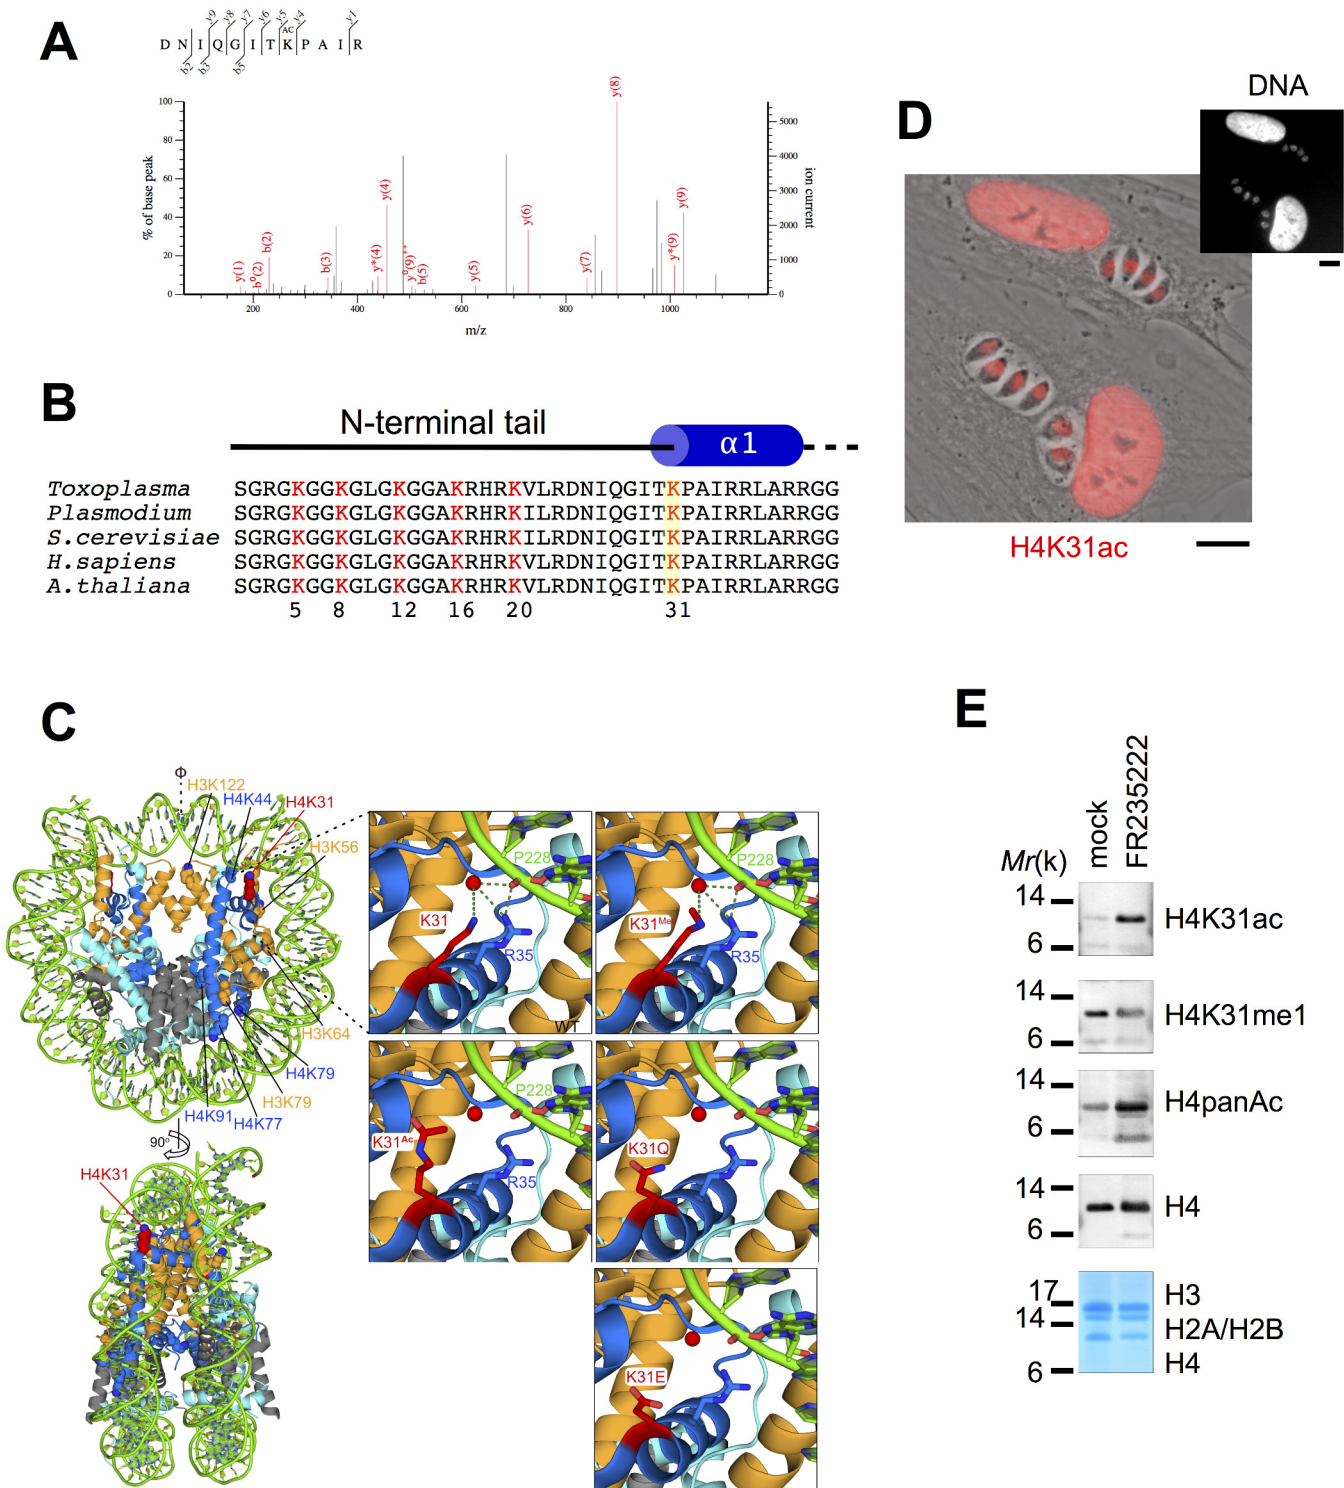 A
y9 y8 y7 y6 y5 y4 y1
AC
D N I Q G I T K P A I R
b2 b3 b5
% of base peak
100
80
60
40
20
0
ion current
5000
4000
3000
2000
1000
0
200 400 600 800 1000
m/z
y(1)
b⁰(2)
b(2)
b(3)
y*(4)
y(4)
y⁰(9)⁺⁺
b(5)
y(5)
y(6)
y(7)
y(8)
y*(9)
y(9)
B
N-terminal tail
α1
Toxoplasma SGRGKGGKGLGKGGAKRHRKVLRDNIQGITKPAIRRLARRGG
Plasmodium SGRGKGGKGLGKGGAKRHRKILRDNIQGITKPAIRRLARRGG
S.cerevisiae SGRGKGGKGLGKGGAKRHRKILRDNIQGITKPAIRRLARRGG
H.sapiens SGRGKGGKGLGKGGAKRHRKVLRDNIQGITKPAIRRLARRGG
A.thaliana SGRGKGGKGLGKGGAKRHRKVLRDNIQGITKPAIRRLARRGG
5 8 12 16 20 31
C
Φ
H3K122
H4K44
H4K31
H3K56
H3K64
H4K79
H3K79
H4K91 H4K77
90°
H4K31
P228
K31
R35
WT
P228
K31Me
R35
P228
K31Ac
R35
K31Q
K31E
D
DNA
H4K31ac
E
Mr(k)
mock
FR235222
14
6
H4K31ac
14
6
H4K31me1
14
6
H4panAc
14
6
H4
17
14
6
H3
H2A/H2B
H4